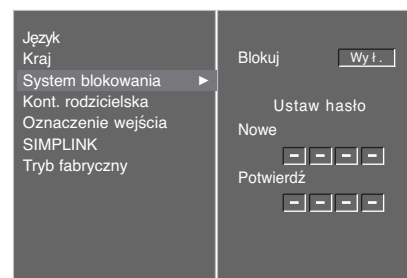 Język
Kraj
System blokowania ►
Kont. rodzicielska
Oznaczenie wejścia
SIMPLINK
Tryb fabryczny
Blokuj Wył.
Ustaw hasło
Nowe
– – – –
Potwierdź
– – – –